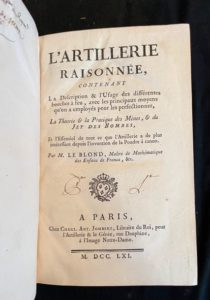 L'ARTILLERIE
RAISONNÉE,
CONTENANT
La Description & l'Usage des différentes
bouches à feu, avec les principaux moyens
qu'on a employés pour les perfectionner;
La Théorie & la Pratique des Mines, & du
JET DES BOMBES,
Et l'Essentiel de tout ce que l'Artillerie a de plus
intéressant depuis l'invention de la Poudre à canon.
Par M. LE BLOND, Maître de Mathématique
des Enfans de France, &c.
A PARIS,
Chez CHARL. ANT. JOMBERT, Libraire du Roi, pour
l'Artillerie & le Génie, rue Dauphine,
à l'Image Notre-Dame.
M. DCC. LXI.